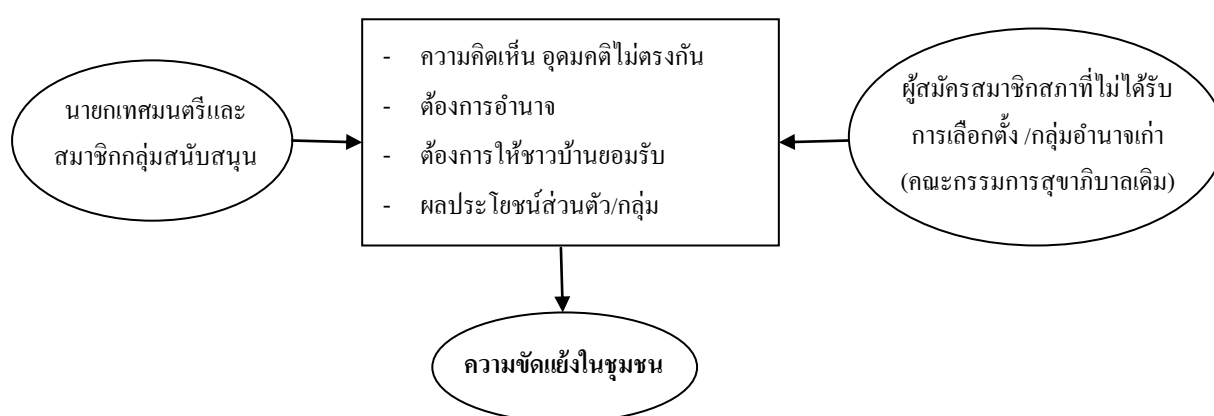 นายกเทศมนตรีและ
สมาชิกกลุ่มสนับสนุน
- ความคิดเห็น อุดมคติไม่ตรงกัน
- ต้องการอำนาจ
- ต้องการให้ชาวบ้านยอมรับ
- ผลประโยชน์ส่วนตัว/กลุ่ม
ผู้สมัครสมาชิกสภาที่ไม่ได้รับ
การเลือกตั้ง /กลุ่มอำนาจเก่า
(คณะกรรมการสุขาภิบาลเดิม)
ความขัดแย้งในชุมชน